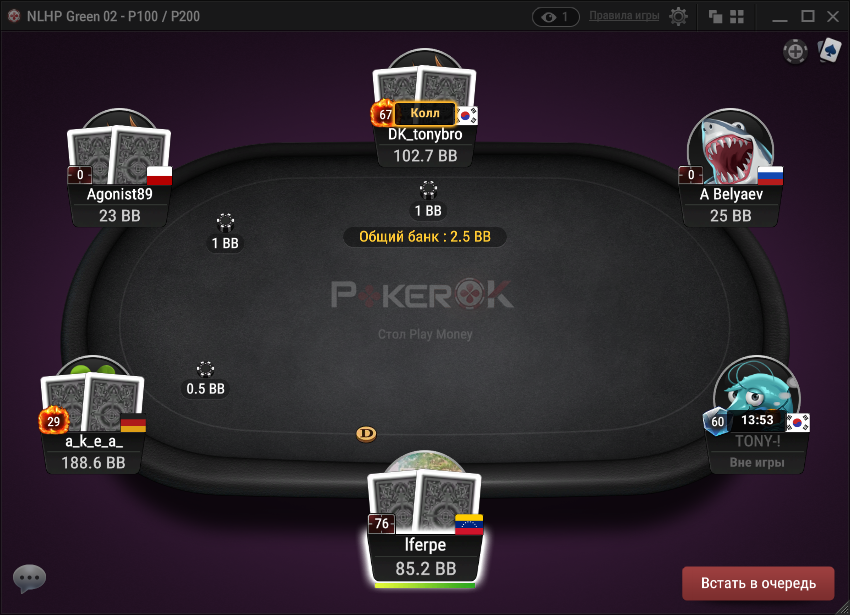 NLHP Green 02 - P100 / P200
1
Правила игры
67
Колл
DK_tonybro
102.7 BB
0
Agonist89
23 BB
0
A Belyaev
25 BB
1 BB
1 BB
Общий банк : 2.5 BB
POKEROK
Стол Play Money
0.5 BB
D
29
a_k_e_a_
188.6 BB
60
13:53
TONY-!
Вне игры
76
lferpe
85.2 BB
Встать в очередь